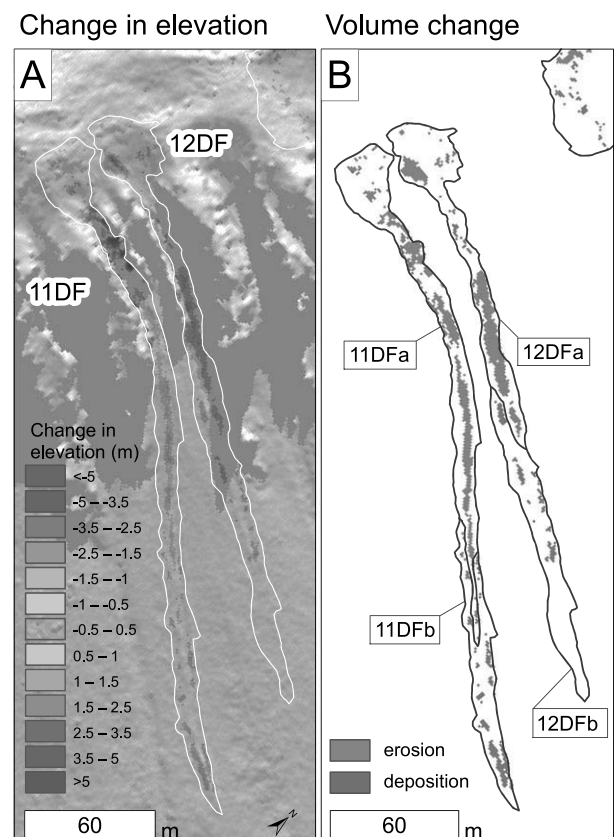 Change in elevation
Volume change
A
B
12DF
11DF
11DFa
12DFa
11DFb
12DFb
Change in
elevation (m)
<-5
-5 – -3.5
-3.5 – -2.5
-2.5 – -1.5
-1.5 – -1
-1 – -0.5
-0.5 – 0.5
0.5 – 1
1 – 1.5
1.5 – 2.5
2.5 – 3.5
3.5 – 5
>5
60 m
N
erosion
deposition
60 m